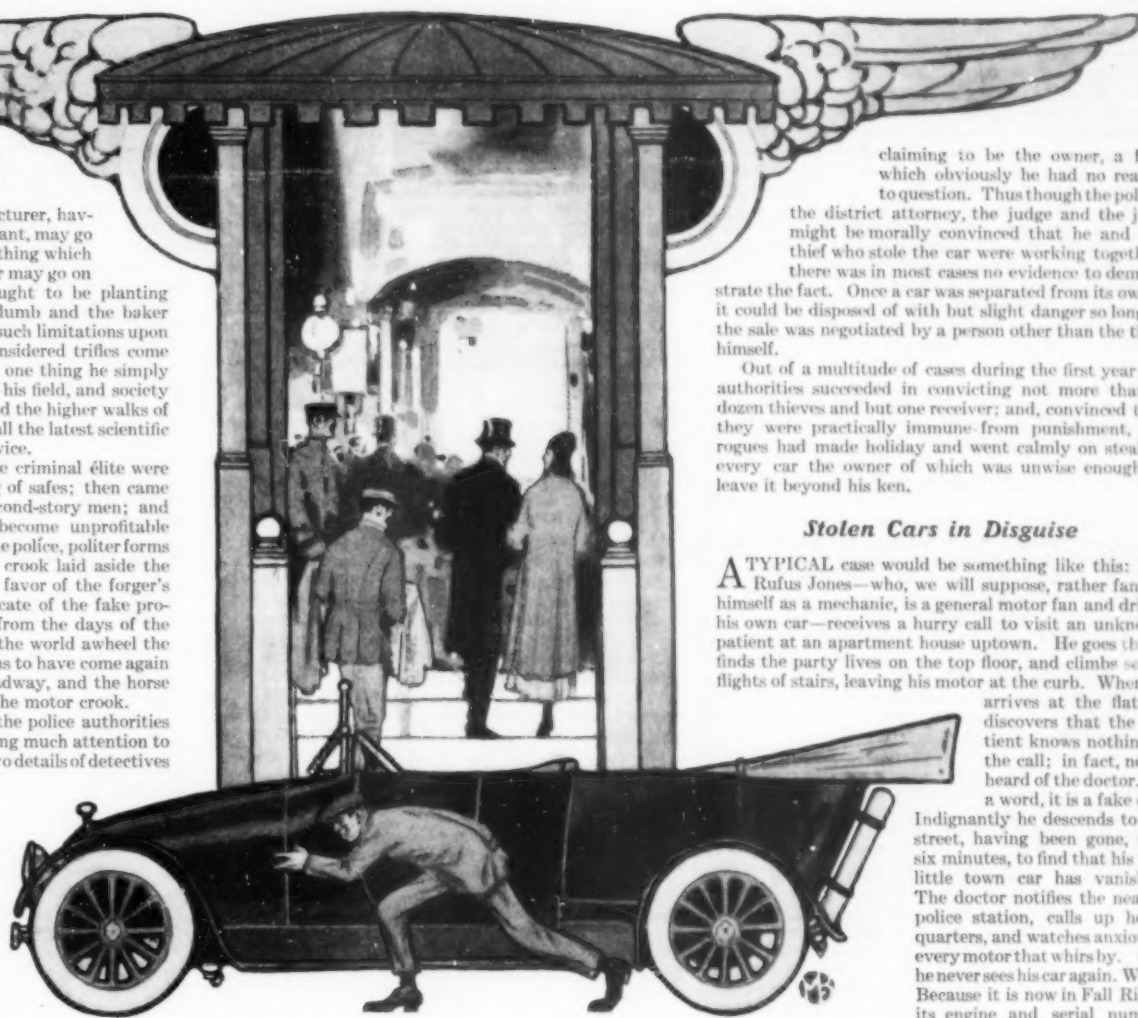 cturer, hav-
ant, may go
thing which
r may go on
ught to be planting
lumb and the baker
such limitations upon
nsidered trifles come
one thing he simply
his field, and society
d the higher walks of
all the latest scientific
vice.
e criminal élite were
g of safes; then came
cond-story men; and
become unprofitable
e police, politer forms
crook laid aside the
favor of the forger's
cate of the fake pro-
from the days of the
the world awheel the
ns to have come again
adway, and the horse
he motor crook.
the police authorities
ng much attention to
vo details of detectives
claiming to be the owner, a f
which obviously he had no rea
to question. Thus though the pol
the district attorney, the judge and the j
might be morally convinced that he and
thief who stole the car were working togeth
there was in most cases no evidence to dem
strate the fact. Once a car was separated from its ow
it could be disposed of with but slight danger so long
the sale was negotiated by a person other than the t
himself.
Out of a multitude of cases during the first year
authorities succeeded in convicting not more tha
dozen thieves and but one receiver; and, convinced t
they were practically immune from punishment,
rogues had made holiday and went calmly on steal
every car the owner of which was unwise enough
leave it beyond his ken.
Stolen Cars in Disguise
A TYPICAL case would be something like this:
Rufus Jones—who, we will suppose, rather fan
himself as a mechanic, is a general motor fan and dr
his own car—receives a hurry call to visit an unkn
patient at an apartment house uptown. He goes th
finds the party lives on the top floor, and climbs se
flights of stairs, leaving his motor at the curb. When
arrives at the flat
discovers that the
tient knows nothin
the call; in fact, ne
heard of the doctor.
a word, it is a fake
Indignantly he descends to
street, having been gone,
six minutes, to find that his
little town car has vanish
The doctor notifies the nea
police station, calls up he
quarters, and watches anxio
every motor that whirs by.
he never sees his car again. W
Because it is now in Fall Ri
its engine and serial num